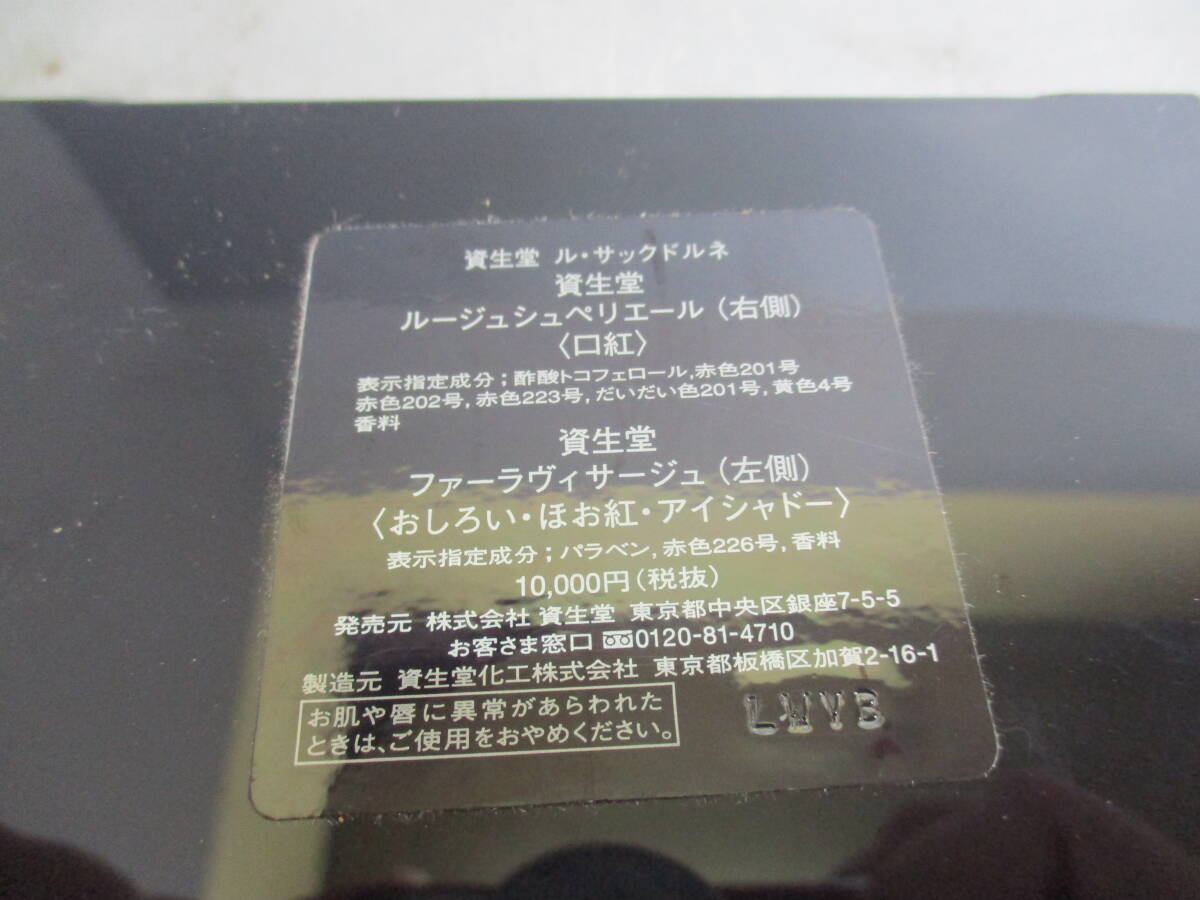 資生堂 ル・サックドルネ
資生堂
ルージュシュペリエール（右側）
〈口紅〉
表示指定成分；酢酸トコフェロール,赤色201号
赤色202号,赤色223号,だいだい色201号,黄色4号
香料
資生堂
ファーラヴィサージュ（左側）
〈おしろい・ほお紅・アイシャドー〉
表示指定成分；パラベン,赤色226号,香料
10,000円（税抜）
発売元 株式会社 資生堂 東京都中央区銀座7-5-5
お客さま窓口 0120-81-4710
製造元 資生堂化工株式会社 東京都板橋区加賀2-16-1
お肌や唇に異常があらわれた
ときは、ご使用をおやめください。
LWYB